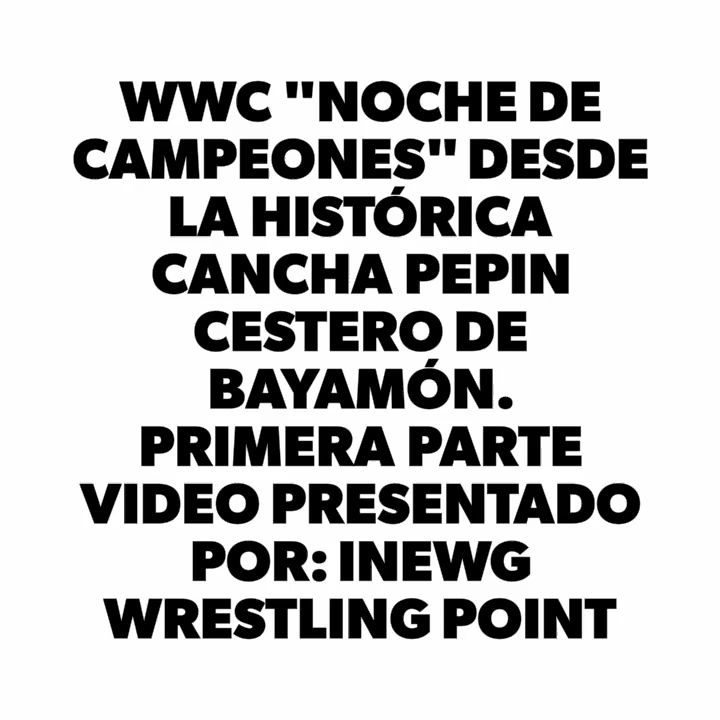 WWC "NOCHE DE
CAMPEONES" DESDE
LA HISTÓRICA
CANCHA PEPIN
CESTERO DE
BAYAMÓN.
PRIMERA PARTE
VIDEO PRESENTADO
POR: INEWG
WRESTLING POINT